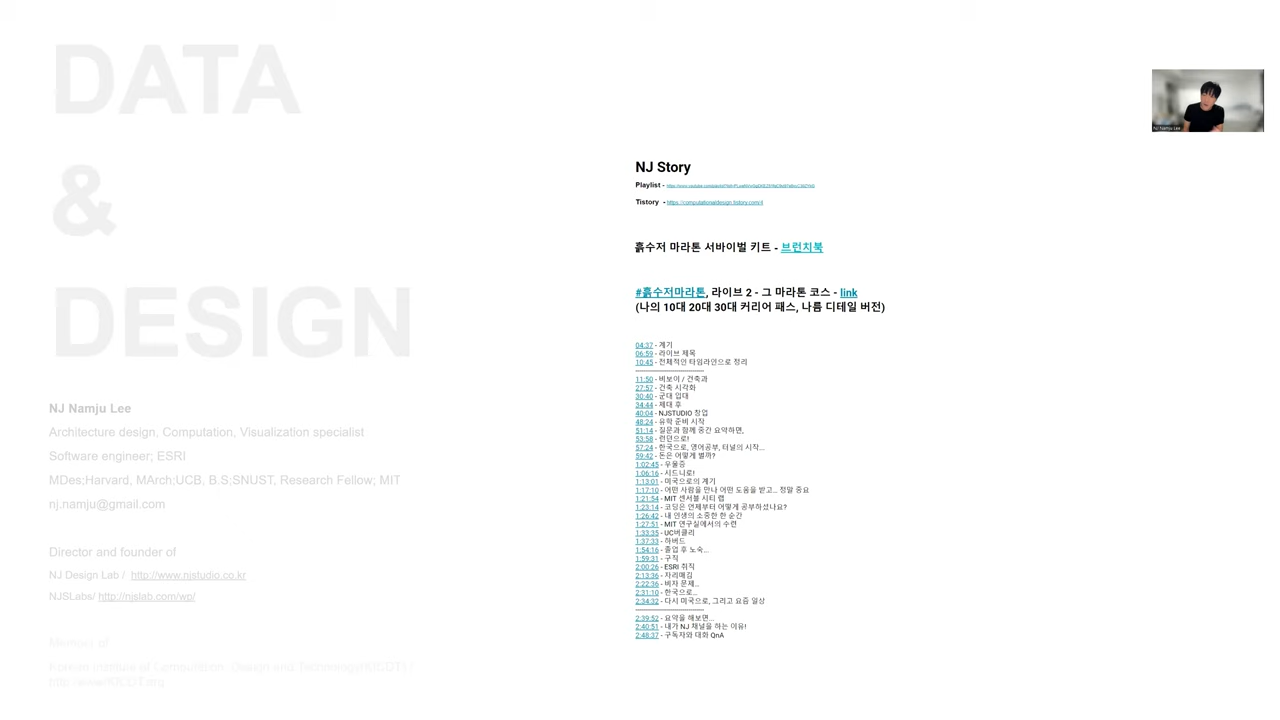 DATA
&
DESIGN
NJ Namju Lee
Architecture design, Computation, Visualization specialist
Software engineer; ESRI
MDes;Harvard, MArch;UCB, B.S;SNUST, Research Fellow; MIT
nj.namju@gmail.com
Director and founder of
NJ Design Lab / http://www.njstudio.co.kr
NJSLabs/ http://njslab.com/wp/
Member of
NJ Namju Lee
NJ Story
Playlist -
Tistory - https://computationaldesign.tistory.com/4
흙수저 마라톤 서바이벌 키트 - 브런치북
#흙수저마라톤, 라이브 2 - 그 마라톤 코스 - link
(나의 10대 20대 30대 커리어 패스, 나름 디테일 버전)
04:37 - 계기
06:59 - 라이브 제목
10:45 - 전체적인 타임라인으로 정리
11:50 - 비보이 / 건축과
27:57 - 건축 시각화
30:40 - 군대 입대
34:44 - 제대 후
40:04 - NJSTUDIO 창업
48:24 - 유학 준비 시작
51:14 - 질문과 함께 중간 요약하면,
53:58 - 런던으로!
57:24 - 한국으로, 영어공부, 터널의 시작...
59:42 - 돈은 어떻게 벌까?
1:02:45 - 우울증
1:06:16 - 시드니로!
1:13:01 - 미국으로의 계기
1:17:10 - 어떤 사람을 만나 어떤 도움을 받고... 정말 중요
1:21:54 - MIT 센서블 시티 랩
1:23:14 - 코딩은 언제부터 어떻게 공부하셨나요?
1:26:42 - 내 인생의 소중한 한 순간
1:27:51 - MIT 연구실에서의 수련
1:33:35 - UC버클리
1:37:33 - 하버드
1:54:16 - 졸업 후 노숙...
1:59:31 - 구직
2:00:26 - ESRI 취직
2:13:36 - 자리매김
2:22:36 - 비자 문제...
2:31:10 - 한국으로...
2:34:32 - 다시 미국으로, 그리고 요즘 일상
2:39:52 - 요약을 해보면...
2:40:51 - 내가 NJ 채널을 하는 이유!
2:48:37 - 구독자와 대화 QnA